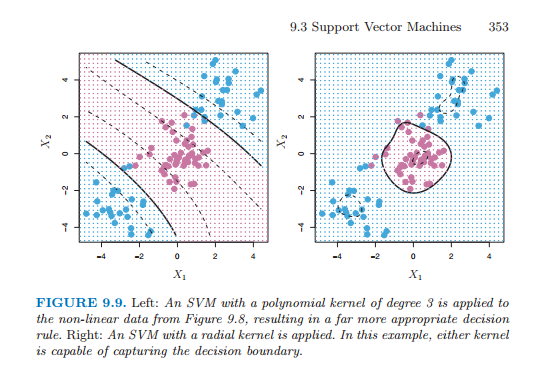 9.3 Support Vector Machines 353
4
2
0
−2
−4
X2
−4 −2 0 2 4
X1
4
2
0
−2
−4
X2
−4 −2 0 2 4
X1
FIGURE 9.9. Left: An SVM with a polynomial kernel of degree 3 is applied to
the non-linear data from Figure 9.8, resulting in a far more appropriate decision
rule. Right: An SVM with a radial kernel is applied. In this example, either kernel
is capable of capturing the decision boundary.